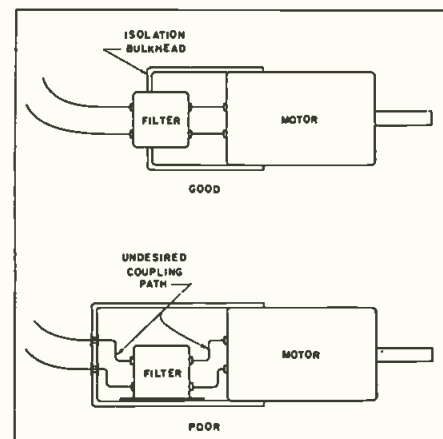 ISOLATION
BULKHEAD
FILTER
MOTOR
GOOD
UNDESIRED
COUPLING
PATH
FILTER
MOTOR
POOR